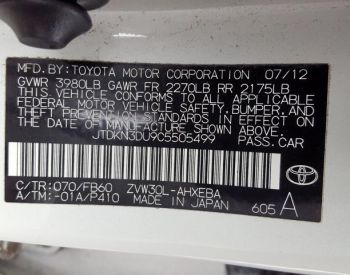 MFD.BY:TOYOTA MOTOR CORPORATION 07/12
GVWR 3980LB GAWR FR 2270LB RR 2175LB
THIS VEHICLE CONFORMS TO ALL APPLICABLE
FEDERAL MOTOR VEHICLE SAFETY, BUMPER, AND
THEFT PREVENTION STANDARDS IN EFFECT ON
THE DATE OF MANUFACTURE SHOWN ABOVE.
JTDKN3DU9C5505499 PASS.CAR
C/TR:070/FB60 ZVW30L-AHXEBA
A/TM:-01A/P410 MADE IN JAPAN 605 A